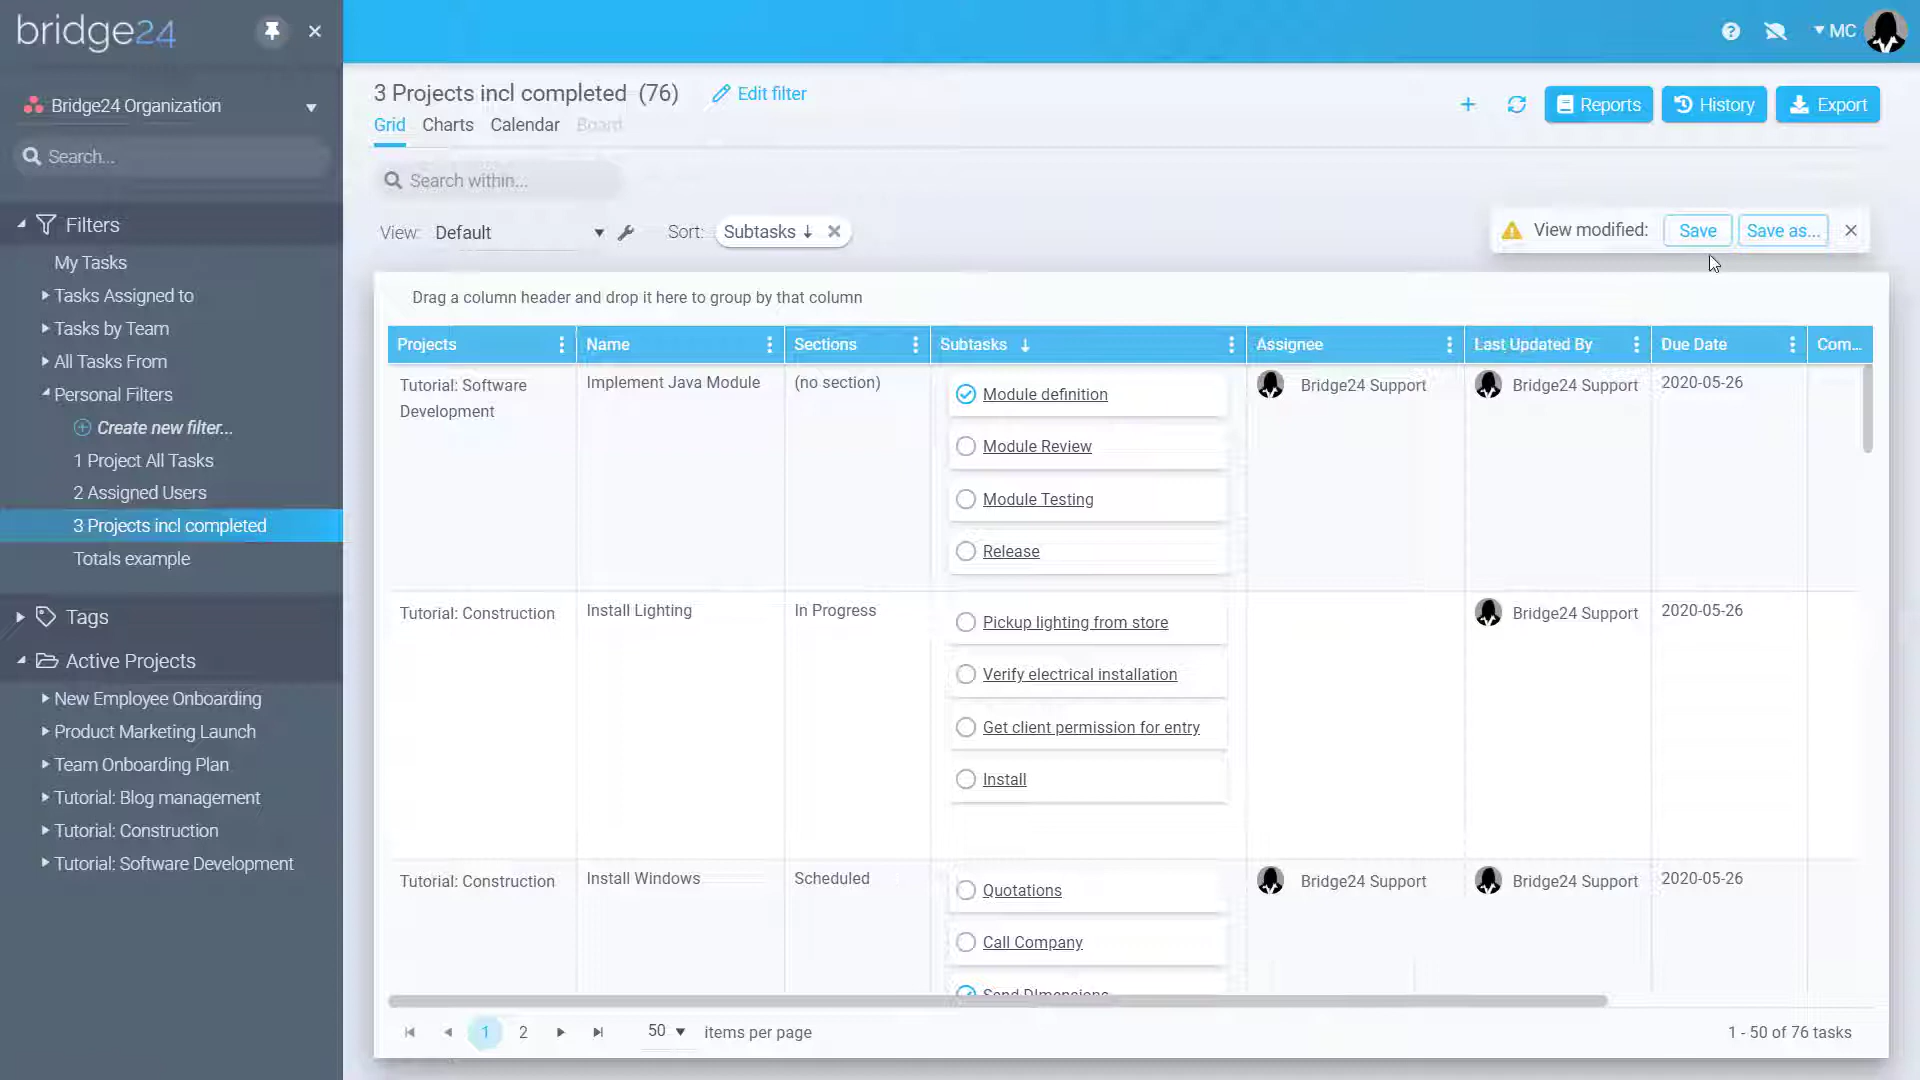 bridge24
Bridge24 Organization
Search...
Filters
My Tasks
Tasks Assigned to
Tasks by Team
All Tasks From
Personal Filters
Create new filter...
1 Project All Tasks
2 Assigned Users
3 Projects incl completed
Totals example
Tags
Active Projects
New Employee Onboarding
Product Marketing Launch
Team Onboarding Plan
Tutorial: Blog management
Tutorial: Construction
Tutorial: Software Development
MC
3 Projects incl completed (76) Edit filter
Grid Charts Calendar Board
Reports History Export
Search within...
View: Default Sort: Subtasks ↓
View modified: Save Save as...
Drag a column header and drop it here to group by that column
Projects Name Sections Subtasks ↓ Assignee Last Updated By Due Date Com...
Tutorial: Software Development
Implement Java Module
(no section)
Module definition
Module Review
Module Testing
Release
Bridge24 Support
Bridge24 Support
2020-05-26
Tutorial: Construction
Install Lighting
In Progress
Pickup lighting from store
Verify electrical installation
Get client permission for entry
Install
Bridge24 Support
2020-05-26
Tutorial: Construction
Install Windows
Scheduled
Quotations
Call Company
Send DImensions
Bridge24 Support
Bridge24 Support
2020-05-26
1 2 50 items per page
1 - 50 of 76 tasks